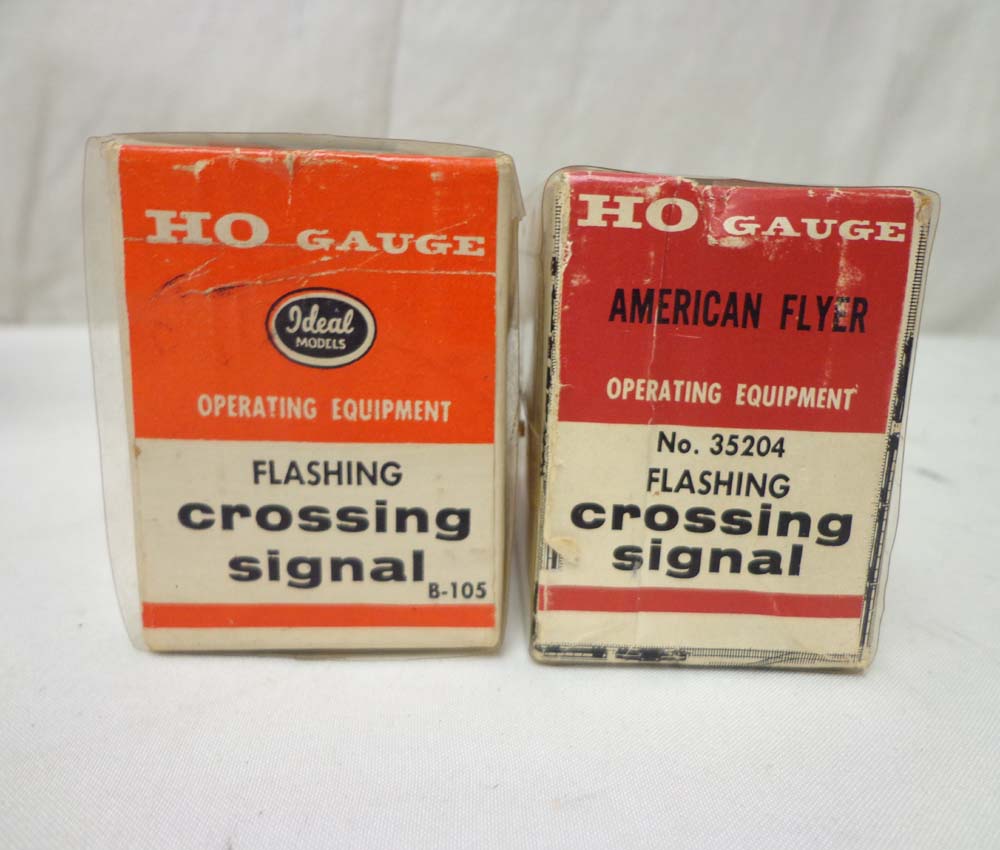 HO GAUGE
Ideal
MODELS
OPERATING EQUIPMENT
FLASHING
crossing
signal
B-105
HO GAUGE
AMERICAN FLYER
OPERATING EQUIPMENT
No. 35204
FLASHING
crossing
signal